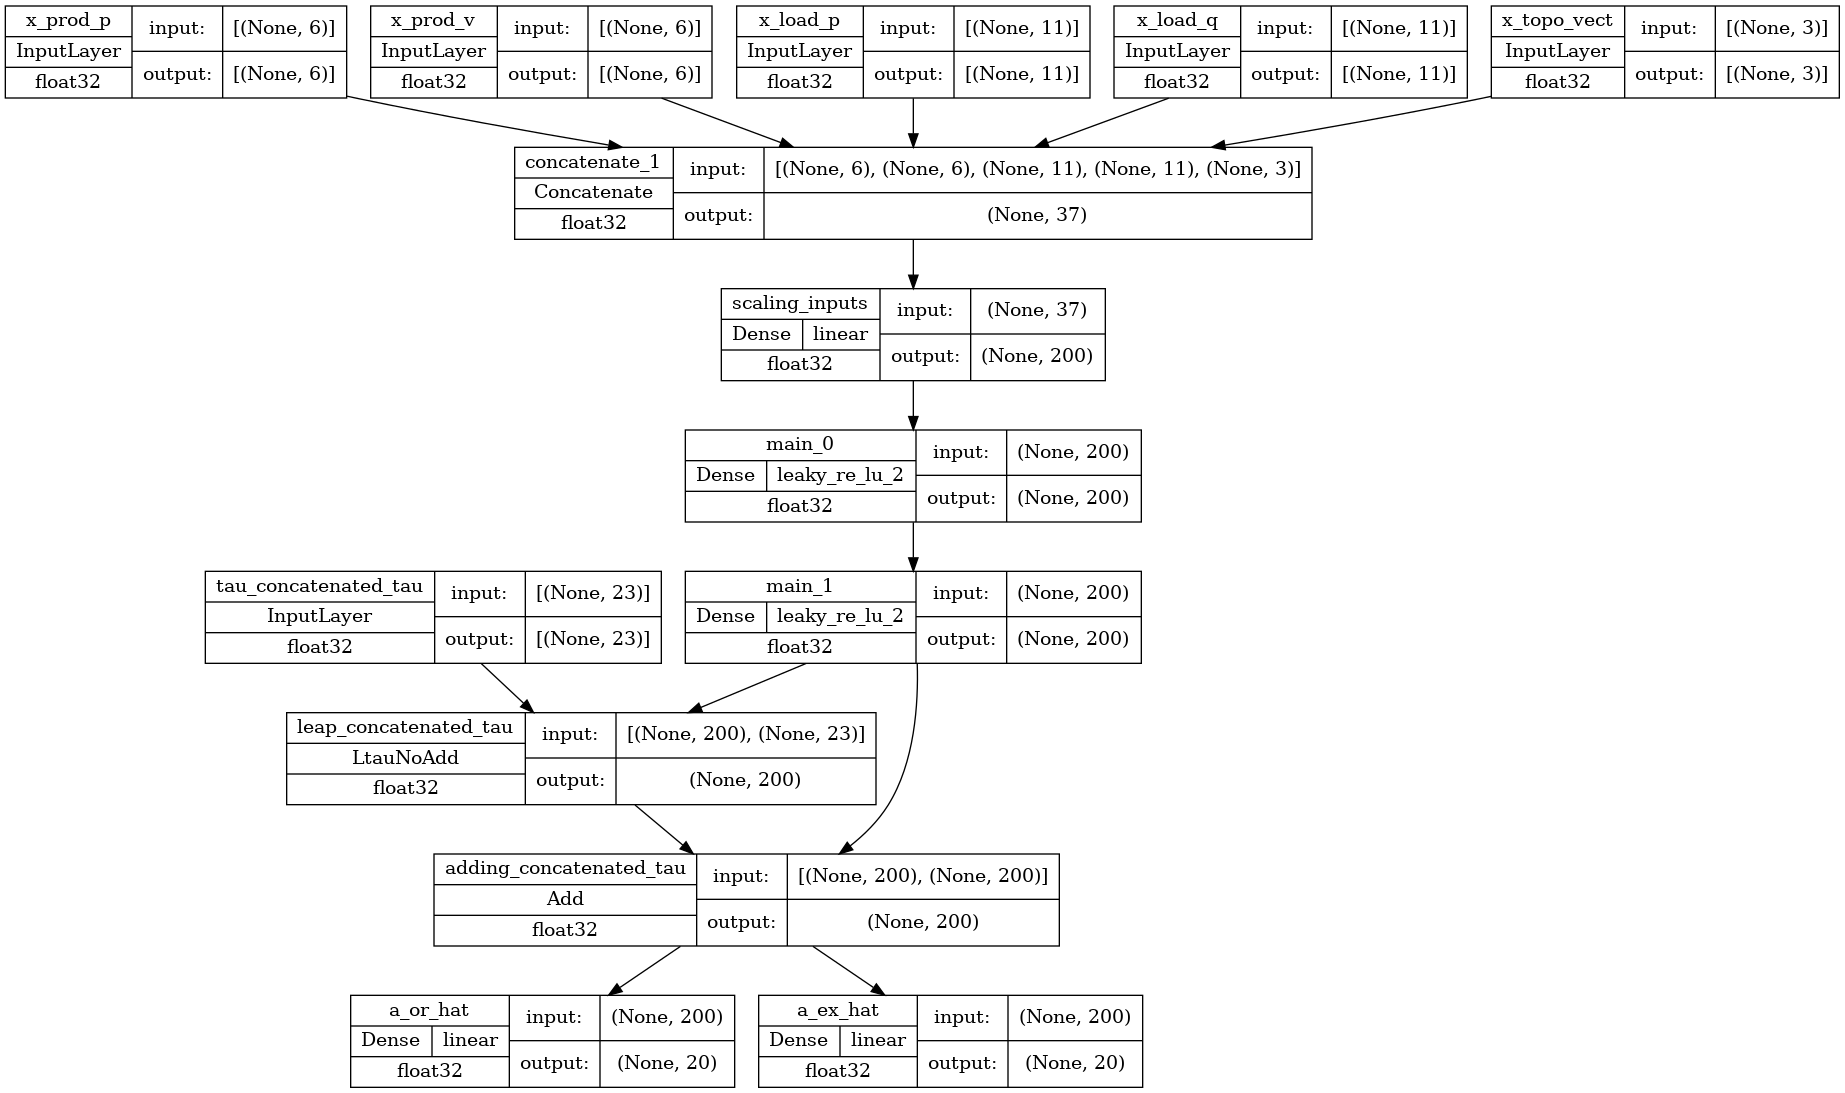 x_prod_p input: [(None, 6)]
InputLayer
float32 output: [(None, 6)]
x_prod_v input: [(None, 6)]
InputLayer
float32 output: [(None, 6)]
x_load_p input: [(None, 11)]
InputLayer
float32 output: [(None, 11)]
x_load_q input: [(None, 11)]
InputLayer
float32 output: [(None, 11)]
x_topo_vect input: [(None, 3)]
InputLayer
float32 output: [(None, 3)]
concatenate_1 input: [(None, 6), (None, 6), (None, 11), (None, 11), (None, 3)]
Concatenate
float32 output: (None, 37)
scaling_inputs input: (None, 37)
Dense linear
float32 output: (None, 200)
main_0 input: (None, 200)
Dense leaky_re_lu_2
float32 output: (None, 200)
tau_concatenated_tau input: [(None, 23)]
InputLayer
float32 output: [(None, 23)]
main_1 input: (None, 200)
Dense leaky_re_lu_2
float32 output: (None, 200)
leap_concatenated_tau input: [(None, 200), (None, 23)]
LtauNoAdd
float32 output: (None, 200)
adding_concatenated_tau input: [(None, 200), (None, 200)]
Add
float32 output: (None, 200)
a_or_hat input: (None, 200)
Dense linear
float32 output: (None, 20)
a_ex_hat input: (None, 200)
Dense linear
float32 output: (None, 20)